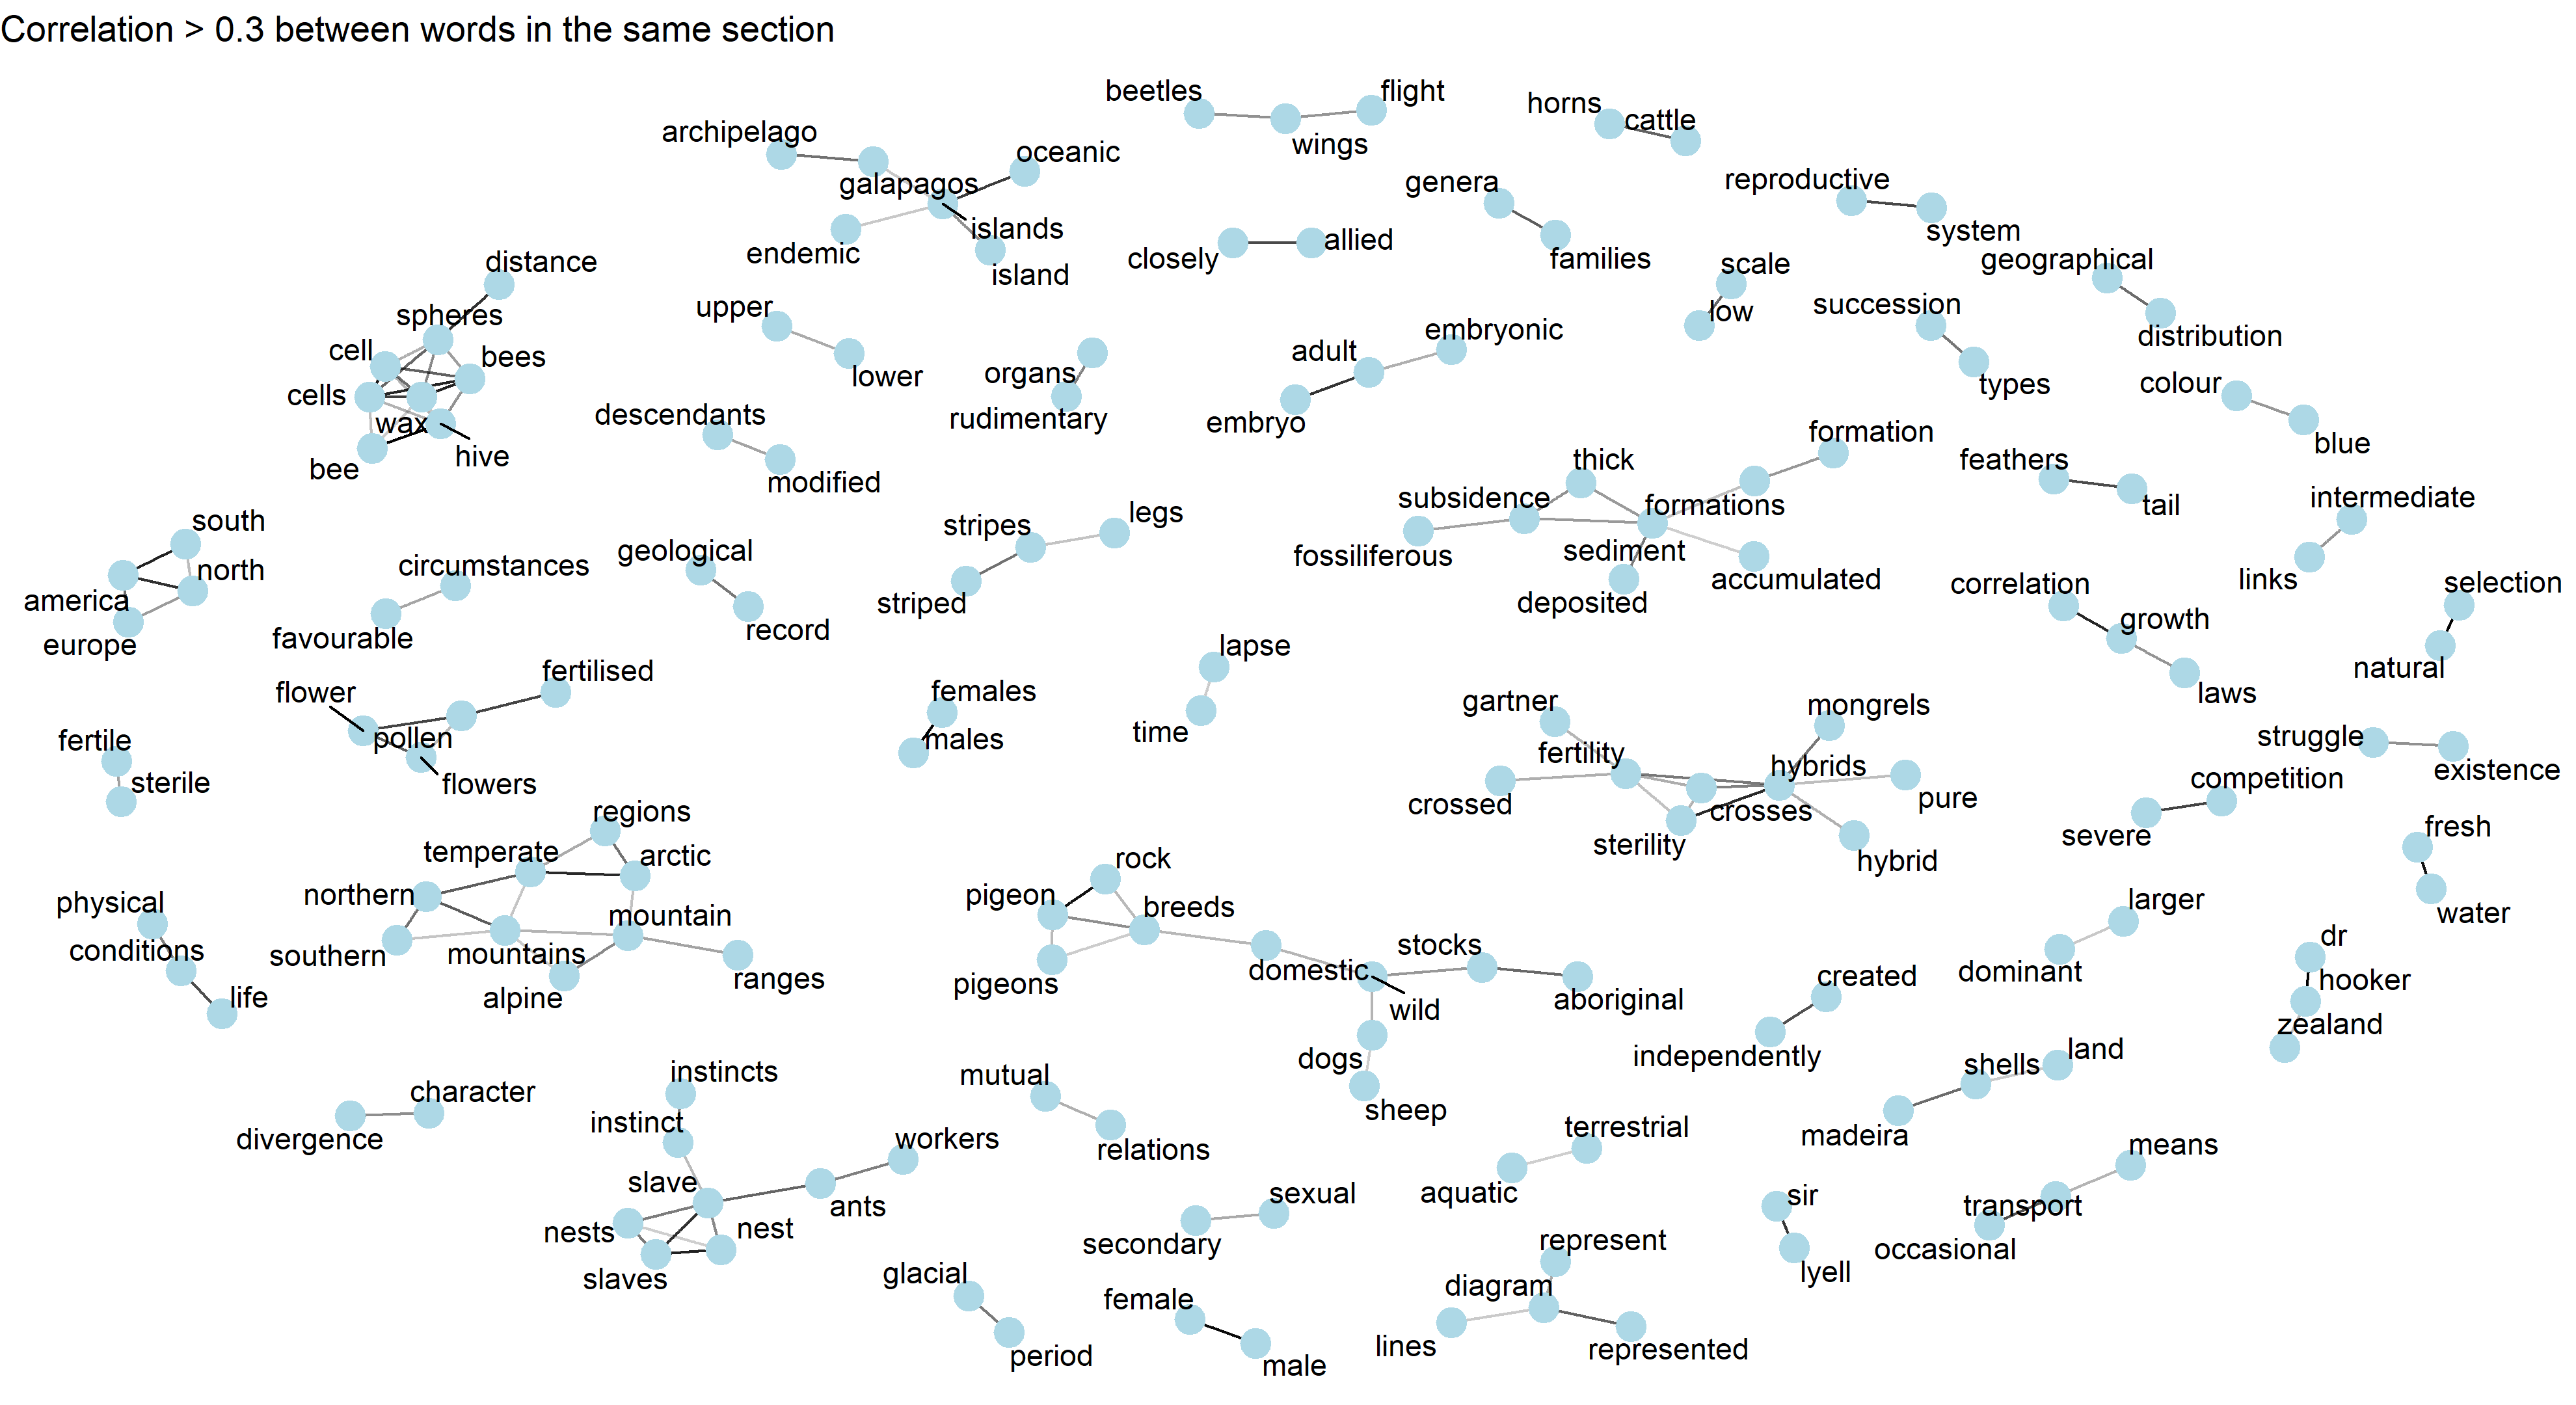 Correlation > 0.3 between words in the same section
beetles
flight
wings
horns
cattle
archipelago
oceanic
galapagos
islands
endemic
island
genera
families
closely
allied
reproductive
system
geographical
distribution
distance
spheres
cell
bees
cells
wax
bee
hive
upper
lower
organs
rudimentary
adult
embryonic
embryo
scale
low
succession
types
colour
blue
descendants
modified
formation
thick
subsidence
formations
fossiliferous
sediment
accumulated
deposited
feathers
tail
intermediate
links
south
north
america
europe
circumstances
favourable
geological
record
stripes
legs
striped
correlation
growth
laws
selection
natural
lapse
time
flower
fertilised
pollen
flowers
females
males
fertile
sterile
gartner
mongrels
fertility
hybrids
crossed
crosses
pure
sterility
hybrid
struggle
existence
competition
severe
fresh
water
regions
temperate
arctic
northern
mountain
southern
mountains
alpine
ranges
physical
conditions
life
rock
pigeon
breeds
pigeons
domestic
stocks
wild
aboriginal
dogs
sheep
larger
dominant
dr
hooker
zealand
created
independently
shells
land
madeira
character
divergence
instincts
instinct
workers
slave
ants
nests
nest
slaves
mutual
relations
terrestrial
aquatic
means
transport
occasional
sexual
secondary
sir
lyell
glacial
period
female
male
represent
diagram
lines
represented